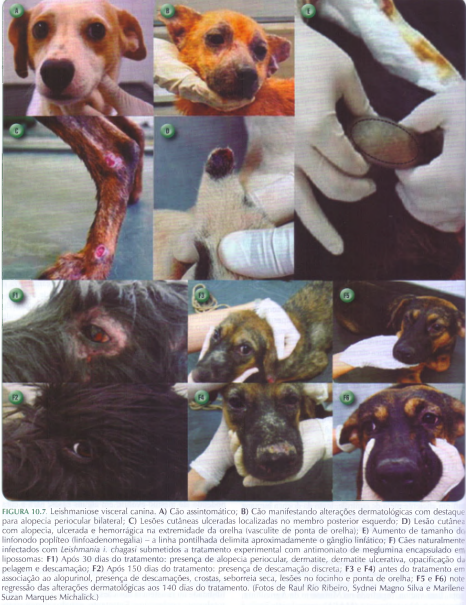 A
B
E
C
D
F1
F3
F5
F2
F4
FIGURA 10.7 Leishmaniose visceral canina. A) Cão assintomático; B) Cão manifestando alterações dermatológicas com destaque
para alopecia periocular bilateral; C) Lesões cutâneas ulceradas localizadas no membro posterior esquerdo; D) Lesão cutânea
com alopecia, ulcerada e hemorrágica na extremidade da orelha (vasculite de ponta de orelha); E) Aumento de tamanho do
linfonodo poplíteo (linfoadenomegalia) – a linha pontilhada delimita aproximadamente o gânglio linfático; F) Cães naturalmente
infectados com Leishmania i. chagasi submetidos a tratamento experimental com antimoniato de meglumina encapsulado em
lipossomas: F1) Após 30 dias do tratamento: presença de alopecia periocular, dermatite, dermatite ulcerativa, opacificação da
pelagem e descamação; F2) Após 150 dias do tratamento: presença de descamação discreta; F3 e F4) antes do tratamento em
associação ao alopurinol, presença de descamações, crostas, seborreia seca, lesões no focinho e ponta de orelha; F5 e F6) note
regressão das alterações dermatológicas aos 140 dias do tratamento. (Fotos de Raul Rio Ribeiro, Sydnei Magno Silva e Marilene
Suzan Marques Michalick.)